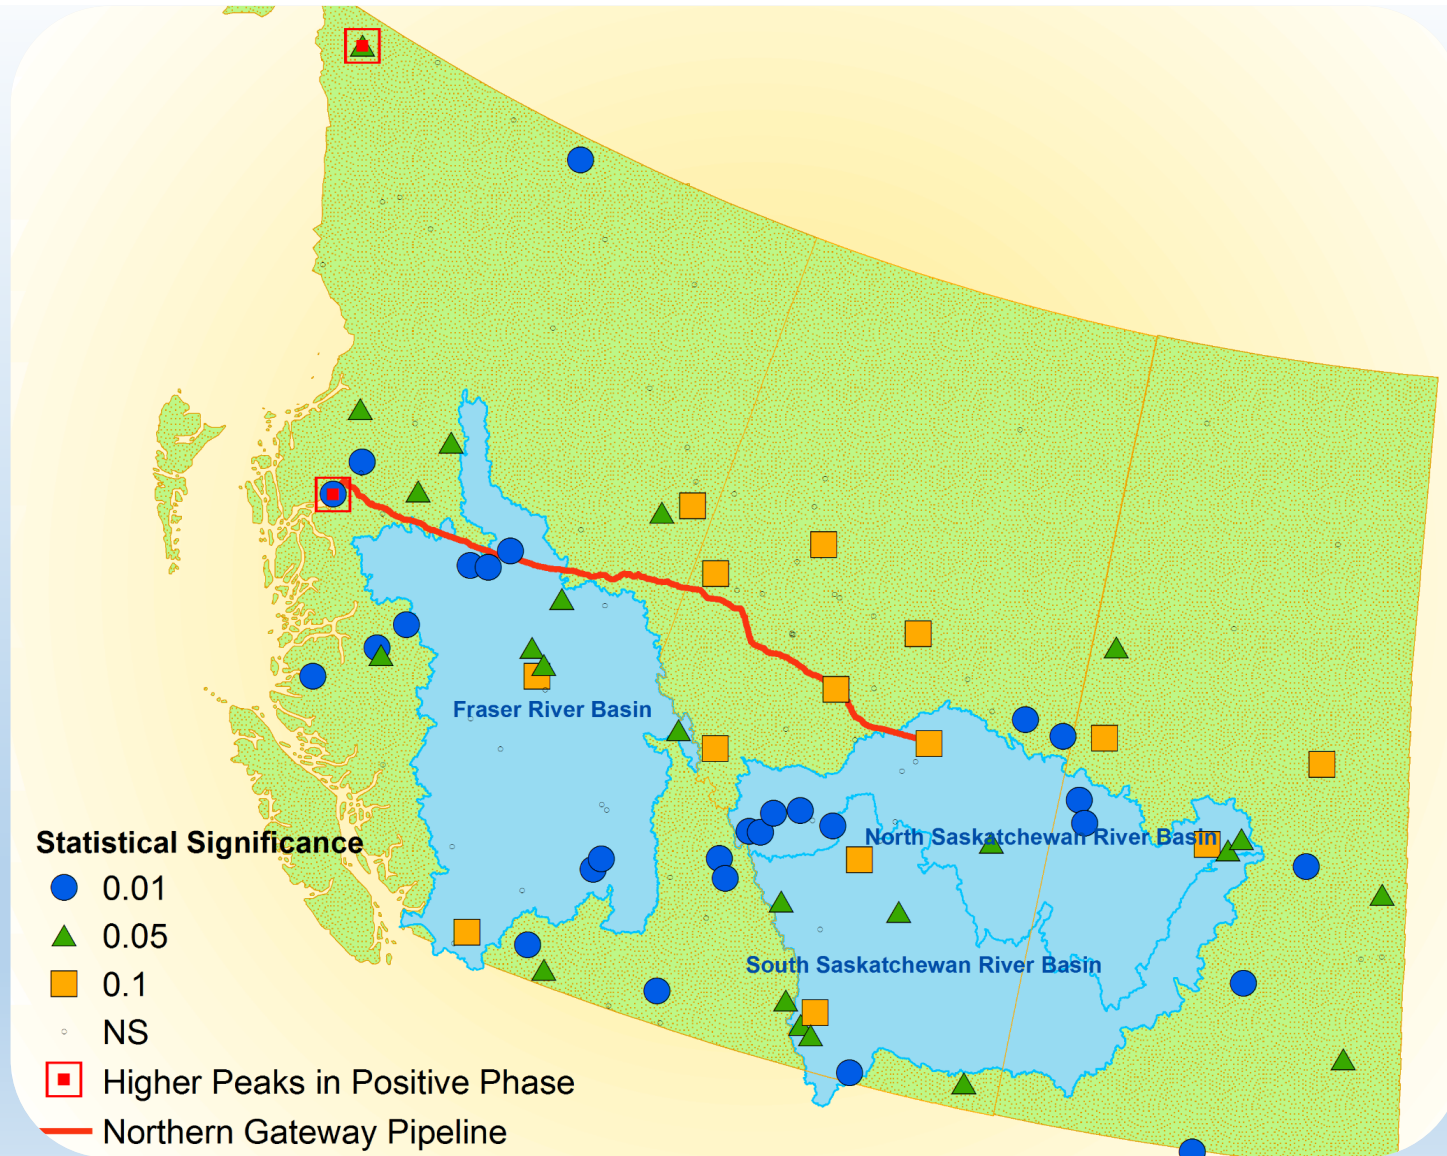 Fraser River Basin
North Saskatchewan River Basin
South Saskatchewan River Basin
Statistical Significance
0.01
0.05
0.1
NS
Higher Peaks in Positive Phase
Northern Gateway Pipeline